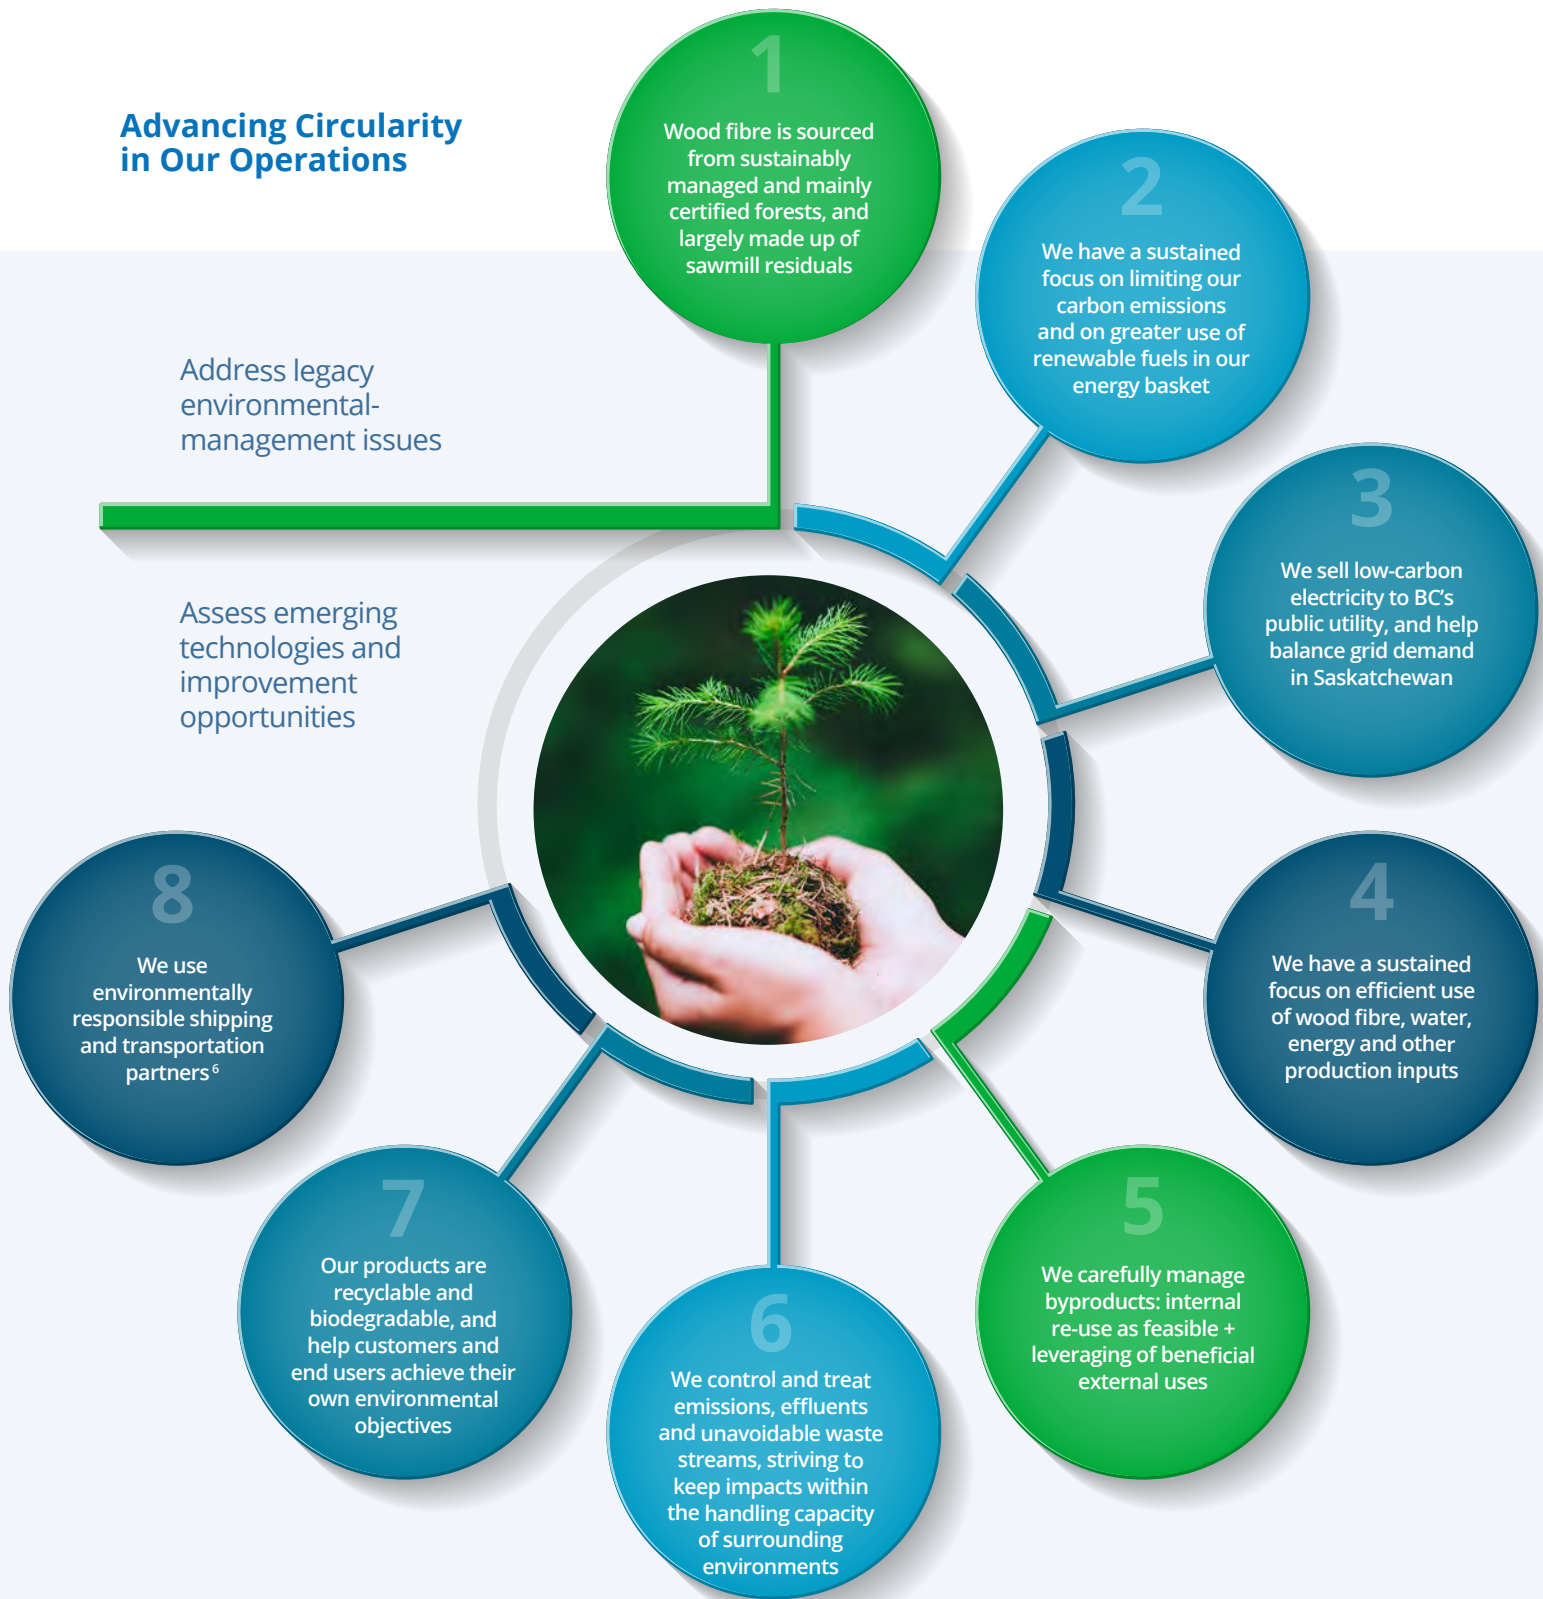 Advancing Circularity
in Our Operations
1
Wood fibre is sourced
from sustainably
managed and mainly
certified forests, and
largely made up of
sawmill residuals
2
We have a sustained
focus on limiting our
carbon emissions
and on greater use of
renewable fuels in our
energy basket
Address legacy
environmental-
management issues
3
We sell low-carbon
electricity to BC’s
public utility, and help
balance grid demand
in Saskatchewan
Assess emerging
technologies and
improvement
opportunities
4
We have a sustained
focus on efficient use
of wood fibre, water,
energy and other
production inputs
5
We carefully manage
byproducts: internal
re-use as feasible +
leveraging of beneficial
external uses
6
We control and treat
emissions, effluents
and unavoidable waste
streams, striving to
keep impacts within
the handling capacity
of surrounding
environments
7
Our products are
recyclable and
biodegradable, and
help customers and
end users achieve their
own environmental
objectives
8
We use
environmentally
responsible shipping
and transportation
partners 6